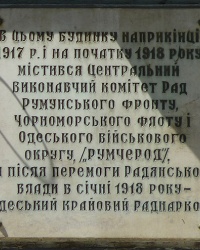 В цьому будинку наприкінці
1917 р. і на початку 1918 року
містився Центральний
виконавчий комітет Рад
Румунського фронту,
Чорноморського флоту і
Одеського військового
округу, /"Румчерод"/,
і після перемоги Радянської
влади в січні 1918 року-
Одеський крайовий раднарком